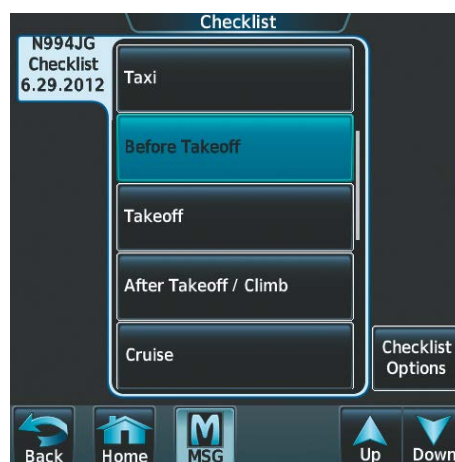 Checklist
N994JG
Checklist
6.29.2012
Taxi
Before Takeoff
Takeoff
After Takeoff / Climb
Cruise
Checklist
Options
Back
Home
M
MSG
Up
Down